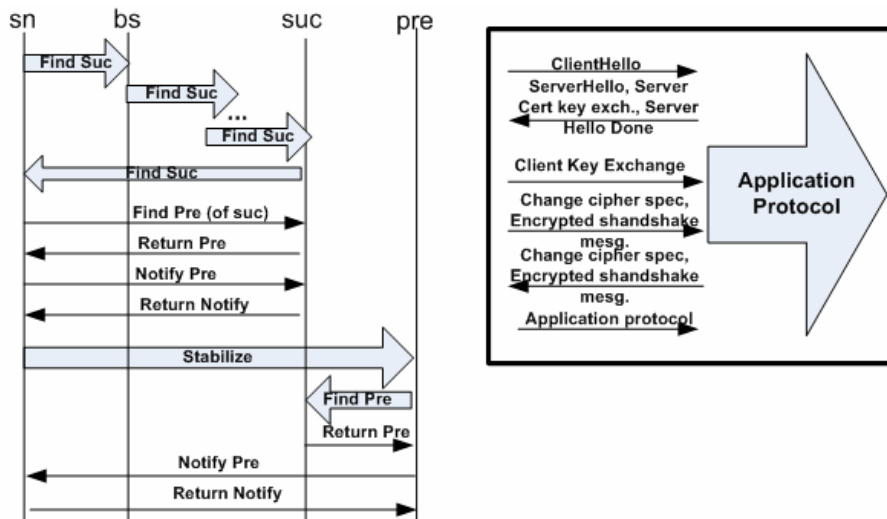 sn bs suc pre
Find Suc
Find Suc
...
Find Suc
Find Suc
Find Pre (of suc)
Return Pre
Notify Pre
Return Notify
Stabilize
Find Pre
Return Pre
Notify Pre
Return Notify
ClientHello
ServerHello, Server
Cert key exch., Server
Hello Done
Client Key Exchange
Change cipher spec,
Encrypted shandshake
mesg.
Change cipher spec,
Encrypted shandshake
mesg.
Application protocol
Application
Protocol